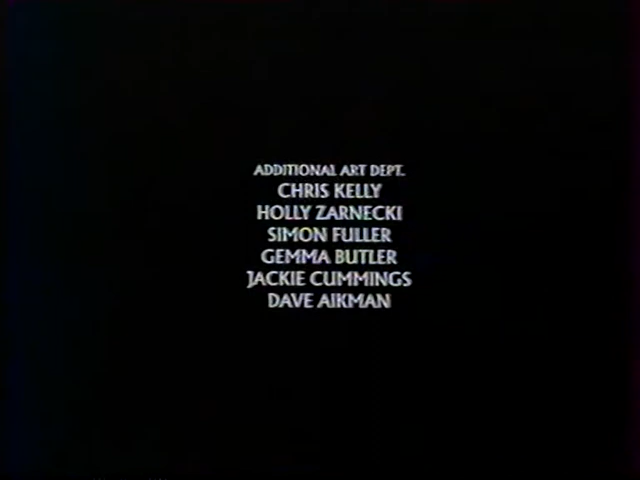 ADDITIONAL ART DEPT.
CHRIS KELLY
HOLLY ZARNECKI
SIMON FULLER
GEMMA BUTLER
JACKIE CUMMINGS
DAVE AIKMAN